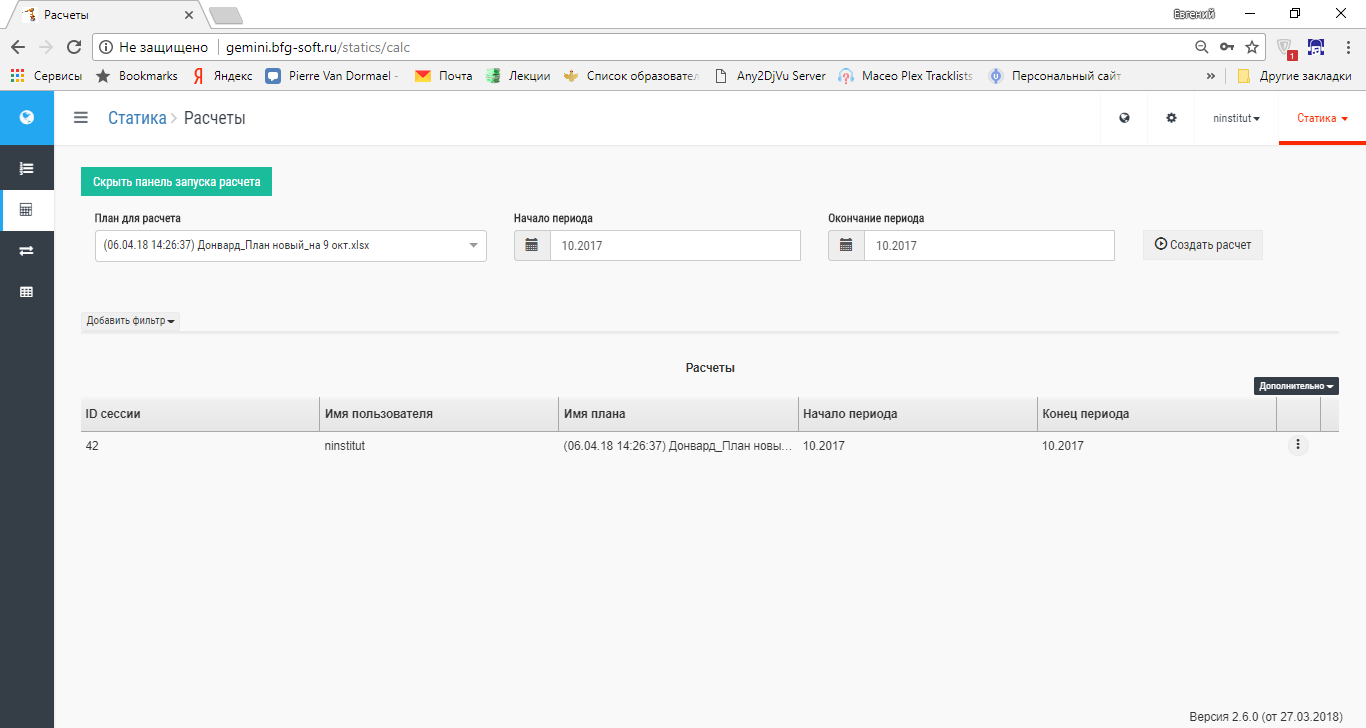 Расчеты
Евгений
Не защищено gemini.bfg-soft.ru/statics/calc
1
Сервисы Bookmarks Яндекс Pierre Van Dormael - Почта Лекции Список образовател Any2DjVu Server Maceo Plex Tracklists Персональный сайт » Другие закладки
Статика > Расчеты
ninstitut
Статика
Скрыть панель запуска расчета
План для расчета Начало периода Окончание периода
(06.04.18 14:26:37) Донвард_План новый_на 9 окт.xlsx 10.2017 10.2017 Создать расчет
Добавить фильтр
Расчеты
Дополнительно
ID сессии Имя пользователя Имя плана Начало периода Конец периода
42 ninstitut (06.04.18 14:26:37) Донвард_План новы... 10.2017 10.2017
Версия 2.6.0 (от 27.03.2018)